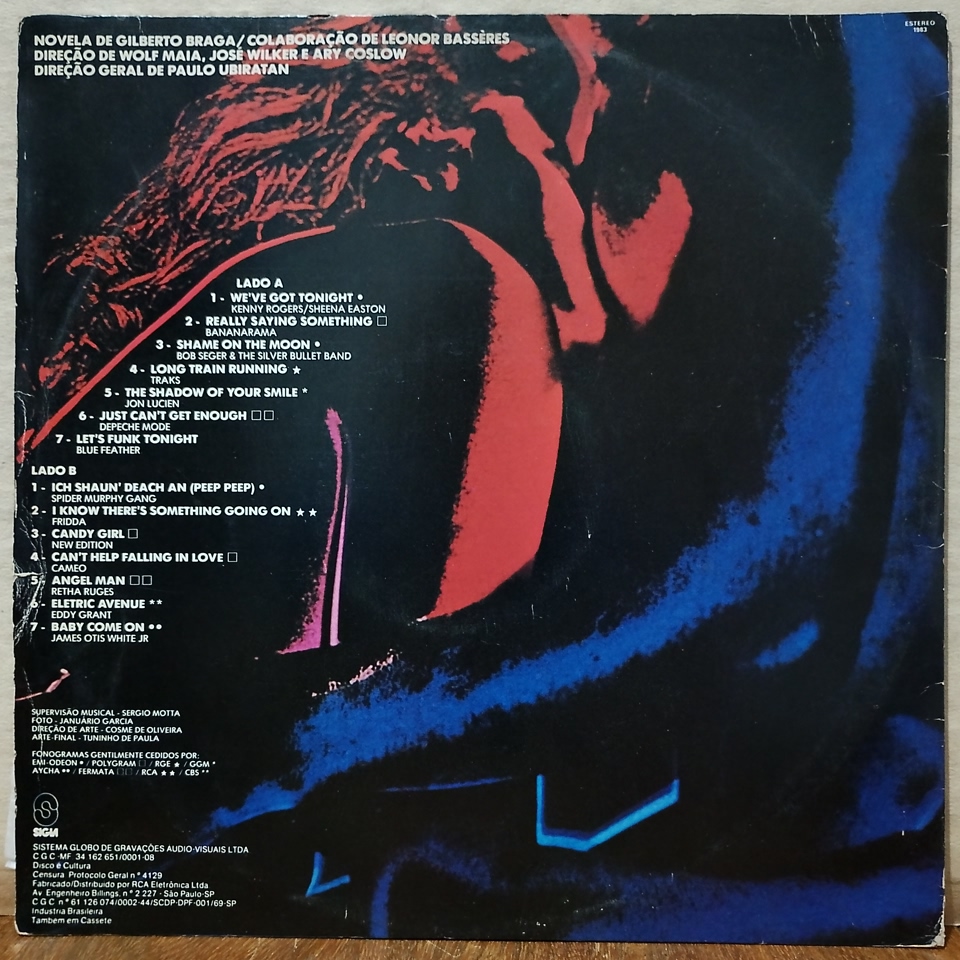 NOVELA DE GILBERTO BRAGA/COLABORAÇÃO DE LEONOR BASSÈRES
DIREÇÃO DE WOLF MAIA, JOSÉ WILKER E ARY COSLOW
DIREÇÃO GERAL DE PAULO UBIRATAN
ESTEREO
1983
LADO A
1 - WE'VE GOT TONIGHT •
KENNY ROGERS/SHEENA EASTON
2 - REALLY SAYING SOMETHING □
BANANARAMA
3 - SHAME ON THE MOON •
BOB SEGER & THE SILVER BULLET BAND
4 - LONG TRAIN RUNNING ★
TRAKS
5 - THE SHADOW OF YOUR SMILE *
JON LUCIEN
6 - JUST CAN'T GET ENOUGH □□
DEPECHE MODE
7 - LET'S FUNK TONIGHT
BLUE FEATHER
LADO B
1 - ICH SHAUN' DEACH AN (PEEP PEEP) •
SPIDER MURPHY GANG
2 - I KNOW THERE'S SOMETHING GOING ON ★★
FRIDDA
3 - CANDY GIRL □
NEW EDITION
4 - CAN'T HELP FALLING IN LOVE □
CAMEO
5 - ANGEL MAN □□
RETHA RUGES
6 - ELETRIC AVENUE **
EDDY GRANT
7 - BABY COME ON ••
JAMES OTIS WHITE JR
SUPERVISÃO MUSICAL - SERGIO MOTTA
FOTO - JANUÁRIO GARCIA
DIREÇÃO DE ARTE - COSME DE OLIVEIRA
ARTE-FINAL - TUNINHO DE PAULA
FONOGRAMAS GENTILMENTE CEDIDOS POR:
EMI-ODEON • / POLYGRAM □ / RGE ★ / GGM *
AYCHA •• / FERMATA □□ / RCA ★★ / CBS **
SIGLA
SISTEMA GLOBO DE GRAVAÇÕES AUDIO-VISUAIS LTDA
C G C -MF 34 162 651/0001-08
Disco é Cultura
Censura Protocolo Geral nº 4129
Fabricado/Distribuido por RCA Eletrônica Ltda
Av. Engenheiro Billings, nº 2 227 - São Paulo-SP
C G C nº 61 126 074/0002-44/SCDP-DPF-001/69-SP
Industria Brasileira
Tambem em Cassete